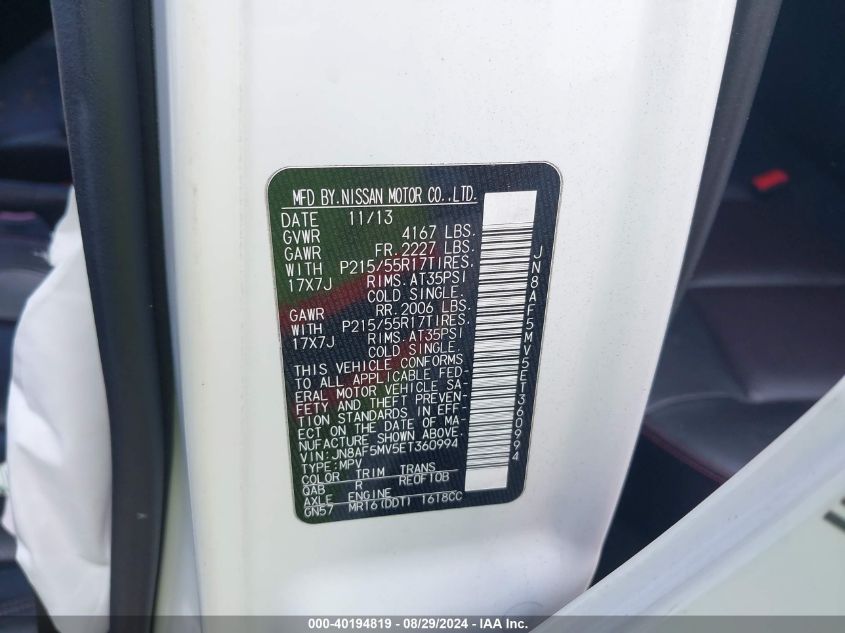 MFD BY.NISSAN MOTOR CO.,LTD.
DATE 11/13
GVWR 4167 LBS.
GAWR FR.2227 LBS.
WITH P215/55R17TIRES,
17X7J RIMS.AT35PSI
COLD SINGLE.
GAWR RR.2006 LBS.
WITH P215/55R17TIRES,
17X7J RIMS.AT35PSI
COLD SINGLE.
THIS VEHICLE CONFORMS
TO ALL APPLICABLE FED-
ERAL MOTOR VEHICLE SA-
FETY AND THEFT PREVEN-
TION STANDARDS IN EFF-
ECT ON THE DATE OF MA-
NUFACTURE SHOWN ABOVE.
VIN:JN8AF5MV5ET360994
TYPE:MPV
COLOR TRIM TRANS
QAB R RE0F10B
AXLE ENGINE
GN57 MR16(DDT) 1618CC
JN8AF5MV5ET360994
000-40194819 - 08/29/2024 - IAA Inc.